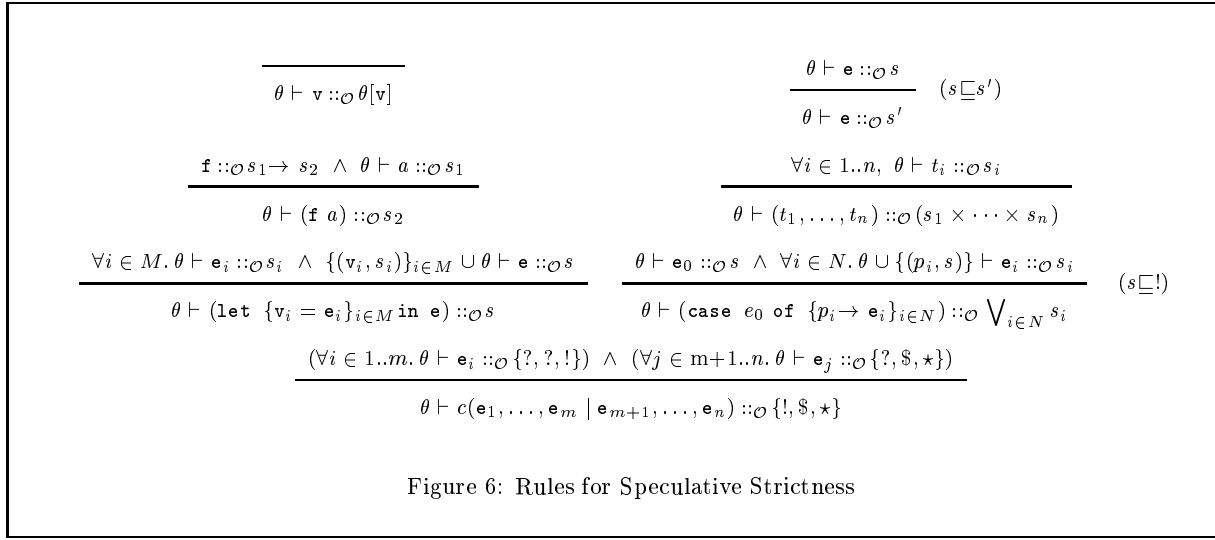 θ ⊢ v ::𝒪 θ[v]
θ ⊢ e ::𝒪 s
(s⊑s′)
θ ⊢ e ::𝒪 s′
f ::𝒪 s₁→ s₂ ∧ θ ⊢ a ::𝒪 s₁
θ ⊢ (f a) ::𝒪 s₂
∀i ∈ 1..n, θ ⊢ tᵢ ::𝒪 sᵢ
θ ⊢ (t₁, . . . , tₙ) ::𝒪 (s₁ × · · · × sₙ)
∀i ∈ M. θ ⊢ eᵢ ::𝒪 sᵢ ∧ {(vᵢ, sᵢ)}ᵢ∈M ∪ θ ⊢ e ::𝒪 s
θ ⊢ (let {vᵢ = eᵢ}ᵢ∈M in e) ::𝒪 s
θ ⊢ e₀ ::𝒪 s ∧ ∀i ∈ N. θ ∪ {(pᵢ, s)} ⊢ eᵢ ::𝒪 sᵢ
(s⊑!)
θ ⊢ (case e₀ of {pᵢ→ eᵢ}ᵢ∈N) ::𝒪 ⋁ᵢ∈N sᵢ
(∀i ∈ 1..m. θ ⊢ eᵢ ::𝒪 {?, ?, !}) ∧ (∀j ∈ m+1..n. θ ⊢ eⱼ ::𝒪 {?, $, ⋆})
θ ⊢ c(e₁, . . . , eₘ | eₘ₊₁, . . . , eₙ) ::𝒪 {!, $, ⋆}
Figure 6: Rules for Speculative Strictness